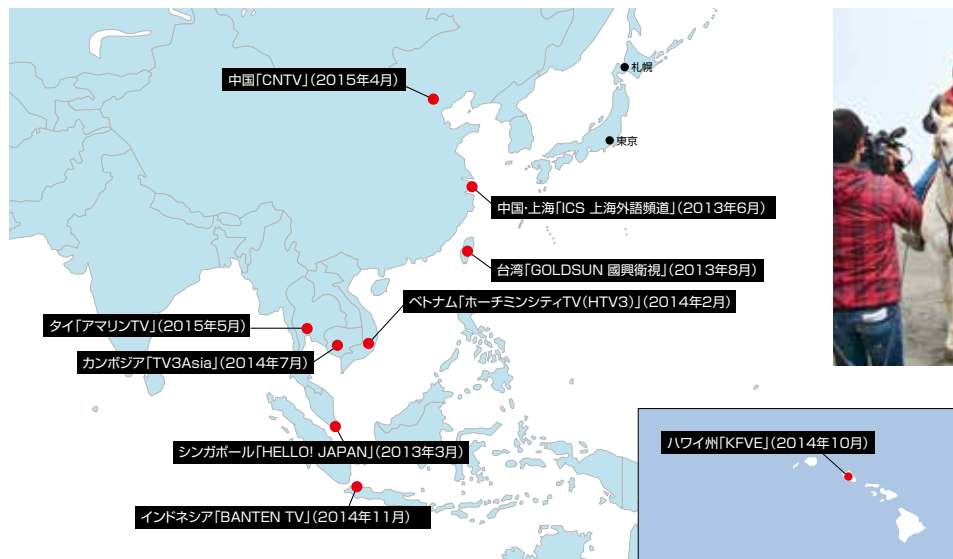 中国「CNTV」(2015年4月)
札幌
東京
中国・上海「ICS 上海外語頻道」(2013年6月)
台湾「GOLDSUN 國興衛視」(2013年8月)
ベトナム「ホーチミンシティTV(HTV3)」(2014年2月)
タイ「アマリンTV」(2015年5月)
カンボジア「TV3Asia」(2014年7月)
シンガポール「HELLO! JAPAN」(2013年3月)
インドネシア「BANTEN TV」(2014年11月)
ハワイ州「KFVE」(2014年10月)